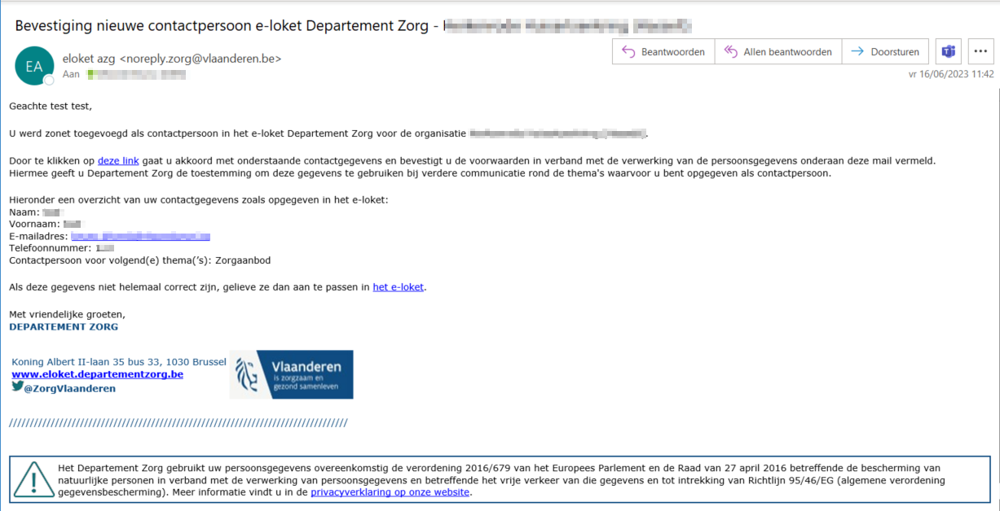 Bevestiging nieuwe contactpersoon e-loket Departement Zorg -
EA
eloket azg <noreply.zorg@vlaanderen.be>
Aan
Beantwoorden
Allen beantwoorden
Doorsturen
vr 16/06/2023 11:42
Geachte test test,
U werd zonet toegevoegd als contactpersoon in het e-loket Departement Zorg voor de organisatie
Door te klikken op deze link gaat u akkoord met onderstaande contactgegevens en bevestigt u de voorwaarden in verband met de verwerking van de persoonsgegevens onderaan deze mail vermeld.
Hiermee geeft u Departement Zorg de toestemming om deze gegevens te gebruiken bij verdere communicatie rond de thema's waarvoor u bent opgegeven als contactpersoon.
Hieronder een overzicht van uw contactgegevens zoals opgegeven in het e-loket:
Naam:
Voornaam:
E-mailadres:
Telefoonnummer:
Contactpersoon voor volgend(e) thema('s): Zorgaanbod
Als deze gegevens niet helemaal correct zijn, gelieve ze dan aan te passen in het e-loket.
Met vriendelijke groeten,
DEPARTEMENT ZORG
Koning Albert II-laan 35 bus 33, 1030 Brussel
www.eloket.departementzorg.be
@ZorgVlaanderen
Vlaanderen
is zorgzaam en
gezond samenleven
////////////////////////////////////////////////////////////////////////////////////
Het Departement Zorg gebruikt uw persoonsgegevens overeenkomstig de verordening 2016/679 van het Europees Parlement en de Raad van 27 april 2016 betreffende de bescherming van
natuurlijke personen in verband met de verwerking van persoonsgegevens en betreffende het vrije verkeer van die gegevens en tot intrekking van Richtlijn 95/46/EG (algemene verordening
gegevensbescherming). Meer informatie vindt u in de privacyverklaring op onze website.